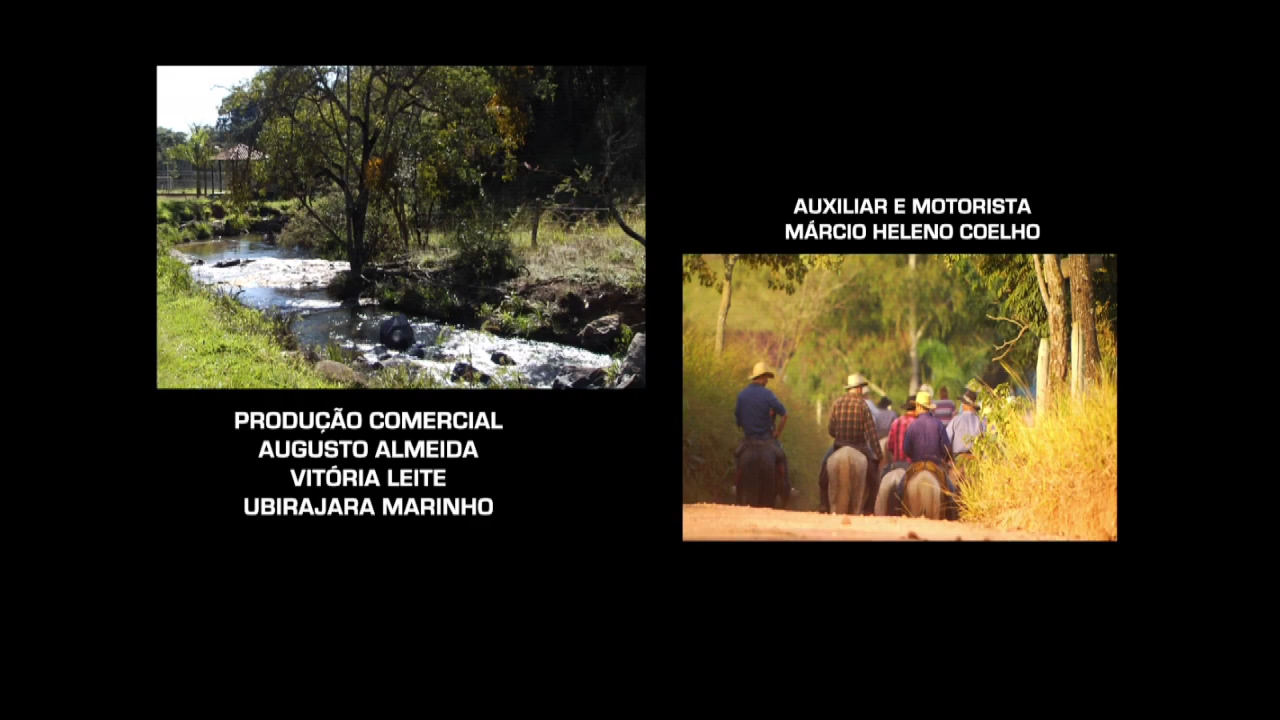 AUXILIAR E MOTORISTA
MÁRCIO HELENO COELHO
PRODUÇÃO COMERCIAL
AUGUSTO ALMEIDA
VITÓRIA LEITE
UBIRAJARA MARINHO